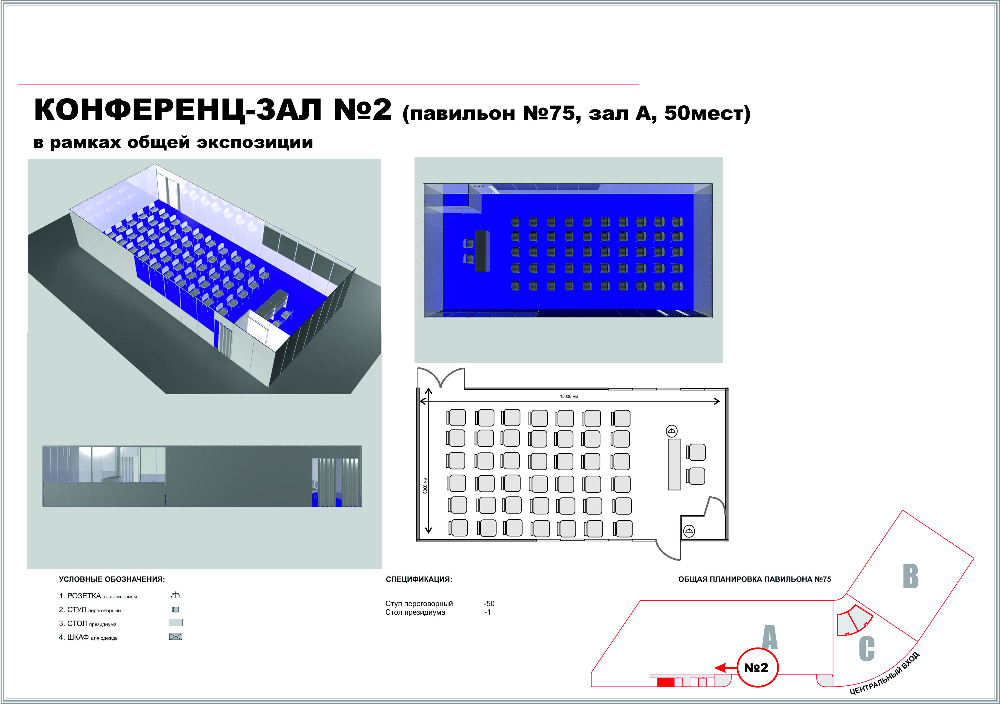 КОНФЕРЕНЦ-ЗАЛ №2 (павильон №75, зал А, 50мест)
в рамках общей экспозиции
13000 мм
6000 мм
УСЛОВНЫЕ ОБОЗНАЧЕНИЯ:
1. РОЗЕТКА с заземлением
2. СТУЛ переговорный
3. СТОЛ президиума
4. ШКАФ для одежды
СПЕЦИФИКАЦИЯ:
Стул переговорный -50
Стол президиума -1
ОБЩАЯ ПЛАНИРОВКА ПАВИЛЬОНА №75
B
A
C
№2
ЦЕНТРАЛЬНЫЙ ВХОД